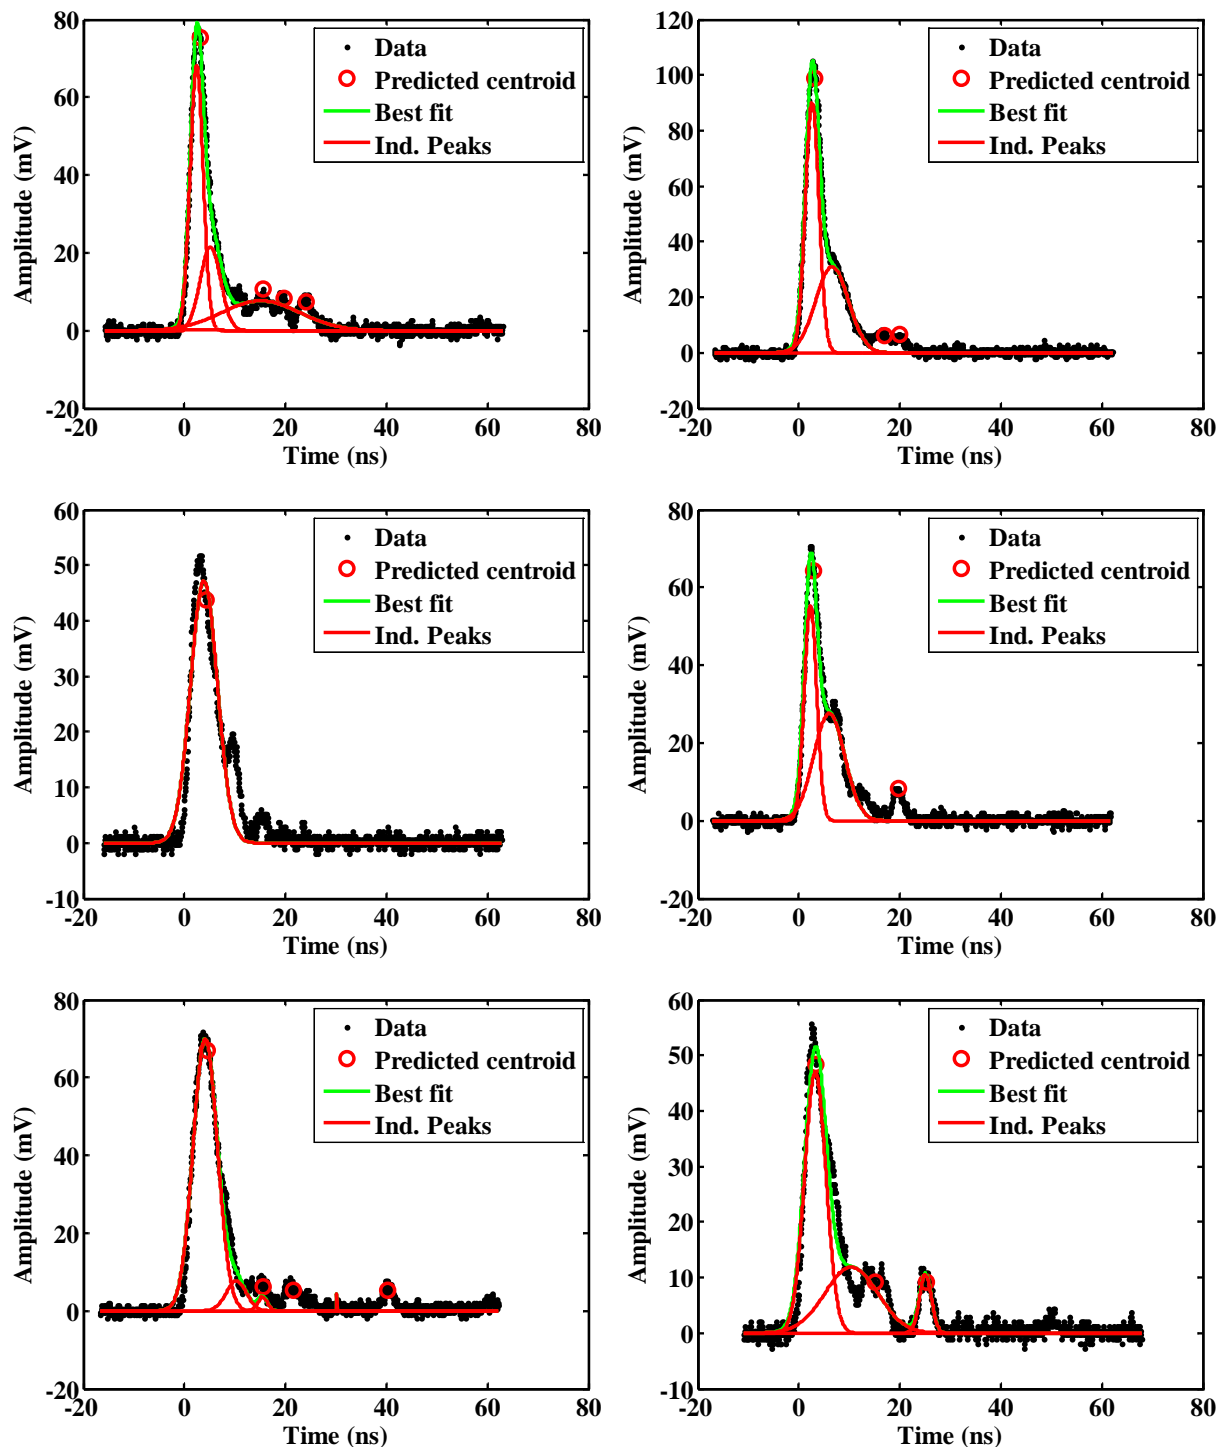 80
60
40
20
0
-20
-20 0 20 40 60 80
Time (ns)
Amplitude (mV)
Data
Predicted centroid
Best fit
Ind. Peaks
120
100
80
60
40
20
0
-20
-20 0 20 40 60 80
Time (ns)
Amplitude (mV)
Data
Predicted centroid
Best fit
Ind. Peaks
60
50
40
30
20
10
0
-10
-20 0 20 40 60 80
Time (ns)
Amplitude (mV)
Data
Predicted centroid
Best fit
Ind. Peaks
80
60
40
20
0
-20
-20 0 20 40 60 80
Time (ns)
Amplitude (mV)
Data
Predicted centroid
Best fit
Ind. Peaks
80
60
40
20
0
-20
-20 0 20 40 60 80
Time (ns)
Amplitude (mV)
Data
Predicted centroid
Best fit
Ind. Peaks
60
50
40
30
20
10
0
-10
-20 0 20 40 60 80
Time (ns)
Amplitude (mV)
Data
Predicted centroid
Best fit
Ind. Peaks